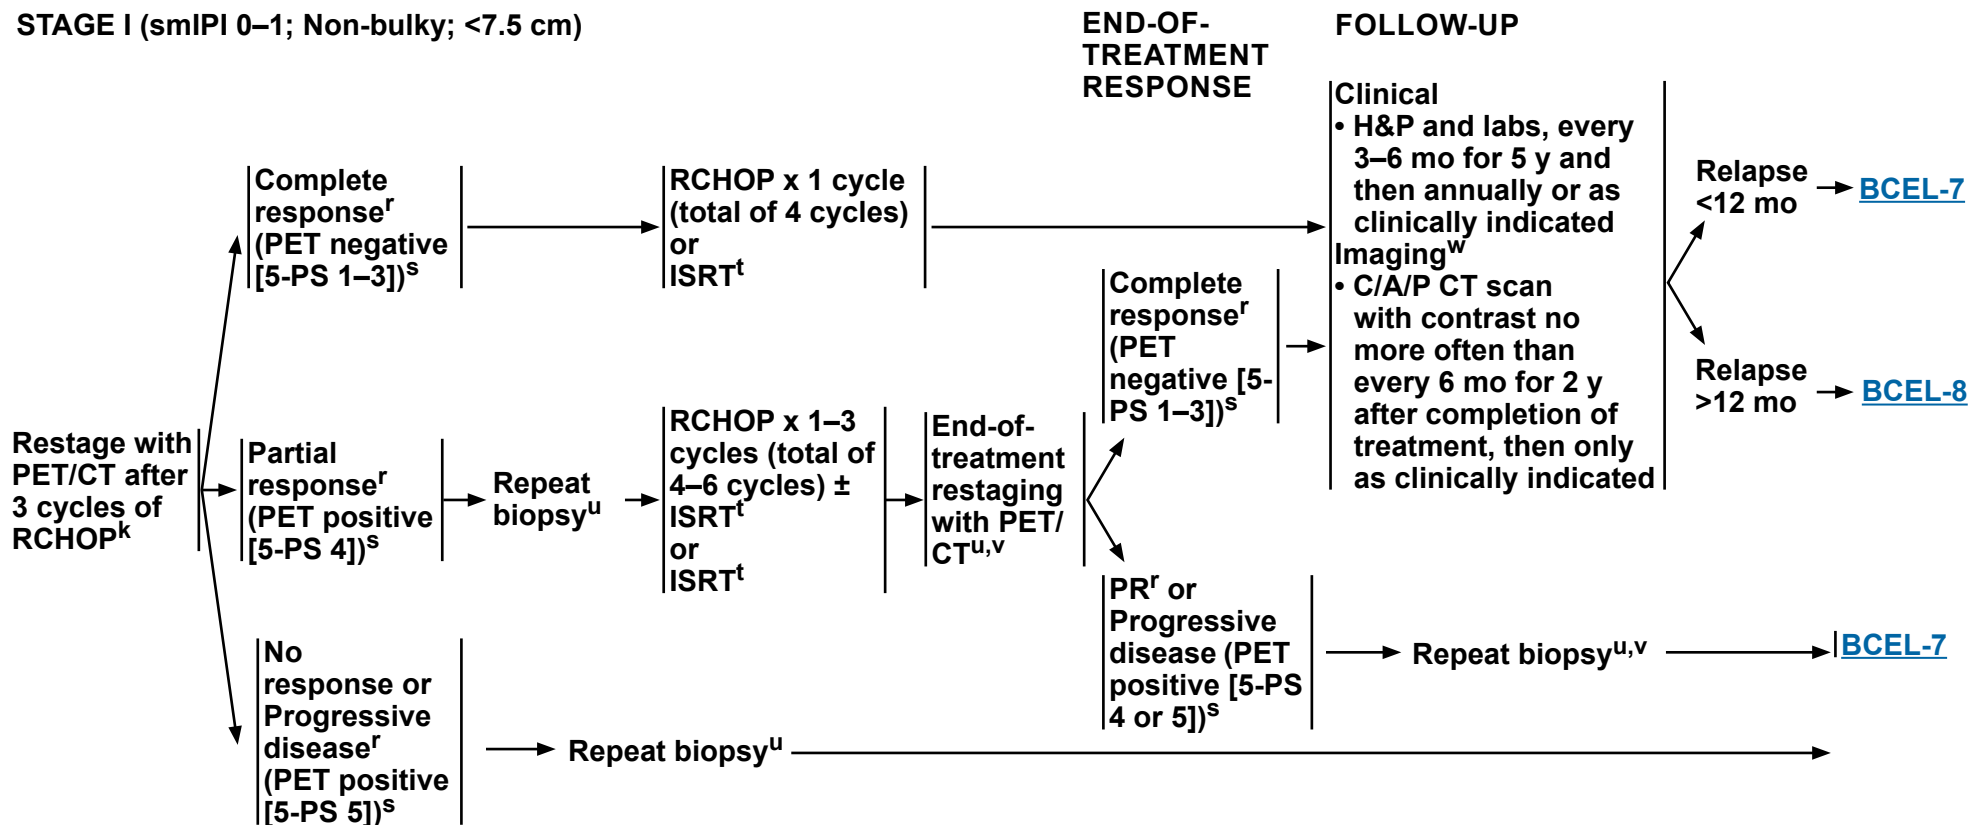 STAGE I (smIPI 0–1; Non-bulky; <7.5 cm)
END-OF-
TREATMENT
RESPONSE
FOLLOW-UP
Restage with
PET/CT after
3 cycles of
RCHOPk
Complete
responser
(PET negative
[5-PS 1–3])s
RCHOP x 1 cycle
(total of 4 cycles)
or
ISRTt
Partial
responser
(PET positive
[5-PS 4])s
Repeat
biopsyu
RCHOP x 1–3
cycles (total of
4–6 cycles) ±
ISRTt
or
ISRTt
End-of-
treatment
restaging
with PET/
CTu,v
Complete
responser
(PET
negative [5-
PS 1–3])s
PRr or
Progressive
disease (PET
positive [5-PS
4 or 5])s
Repeat biopsyu,v
BCEL-7
No
response or
Progressive
diseaser
(PET positive
[5-PS 5])s
Repeat biopsyu
Clinical
• H&P and labs, every
3–6 mo for 5 y and
then annually or as
clinically indicated
Imagingw
• C/A/P CT scan
with contrast no
more often than
every 6 mo for 2 y
after completion of
treatment, then only
as clinically indicated
Relapse
<12 mo
BCEL-7
Relapse
>12 mo
BCEL-8